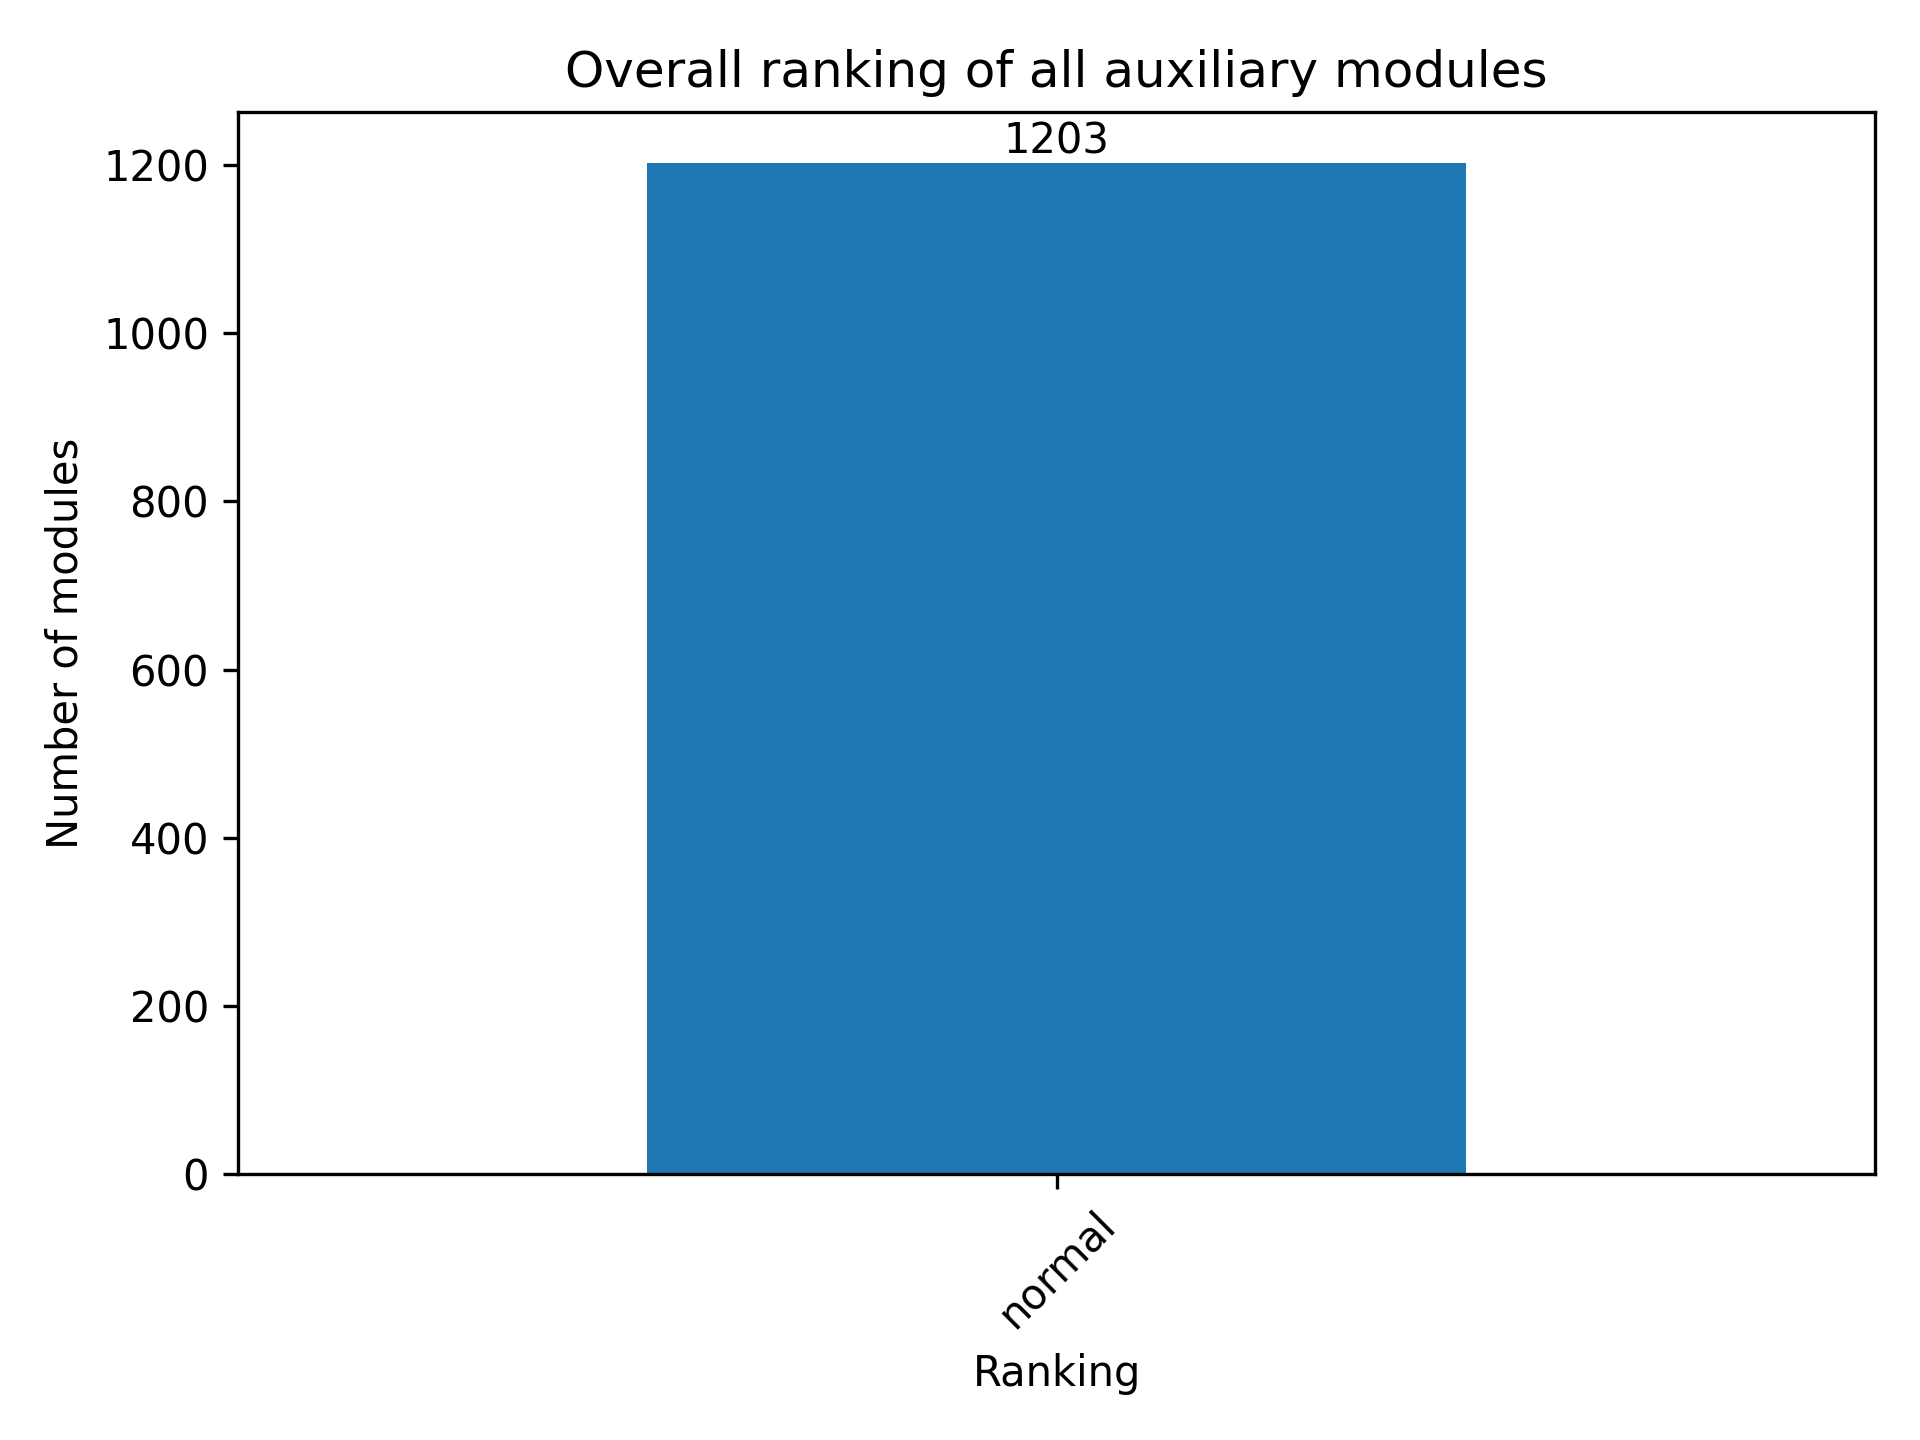 Overall ranking of all auxiliary modules
1203
1200
1000
800
600
400
200
0
Number of modules
normal
Ranking